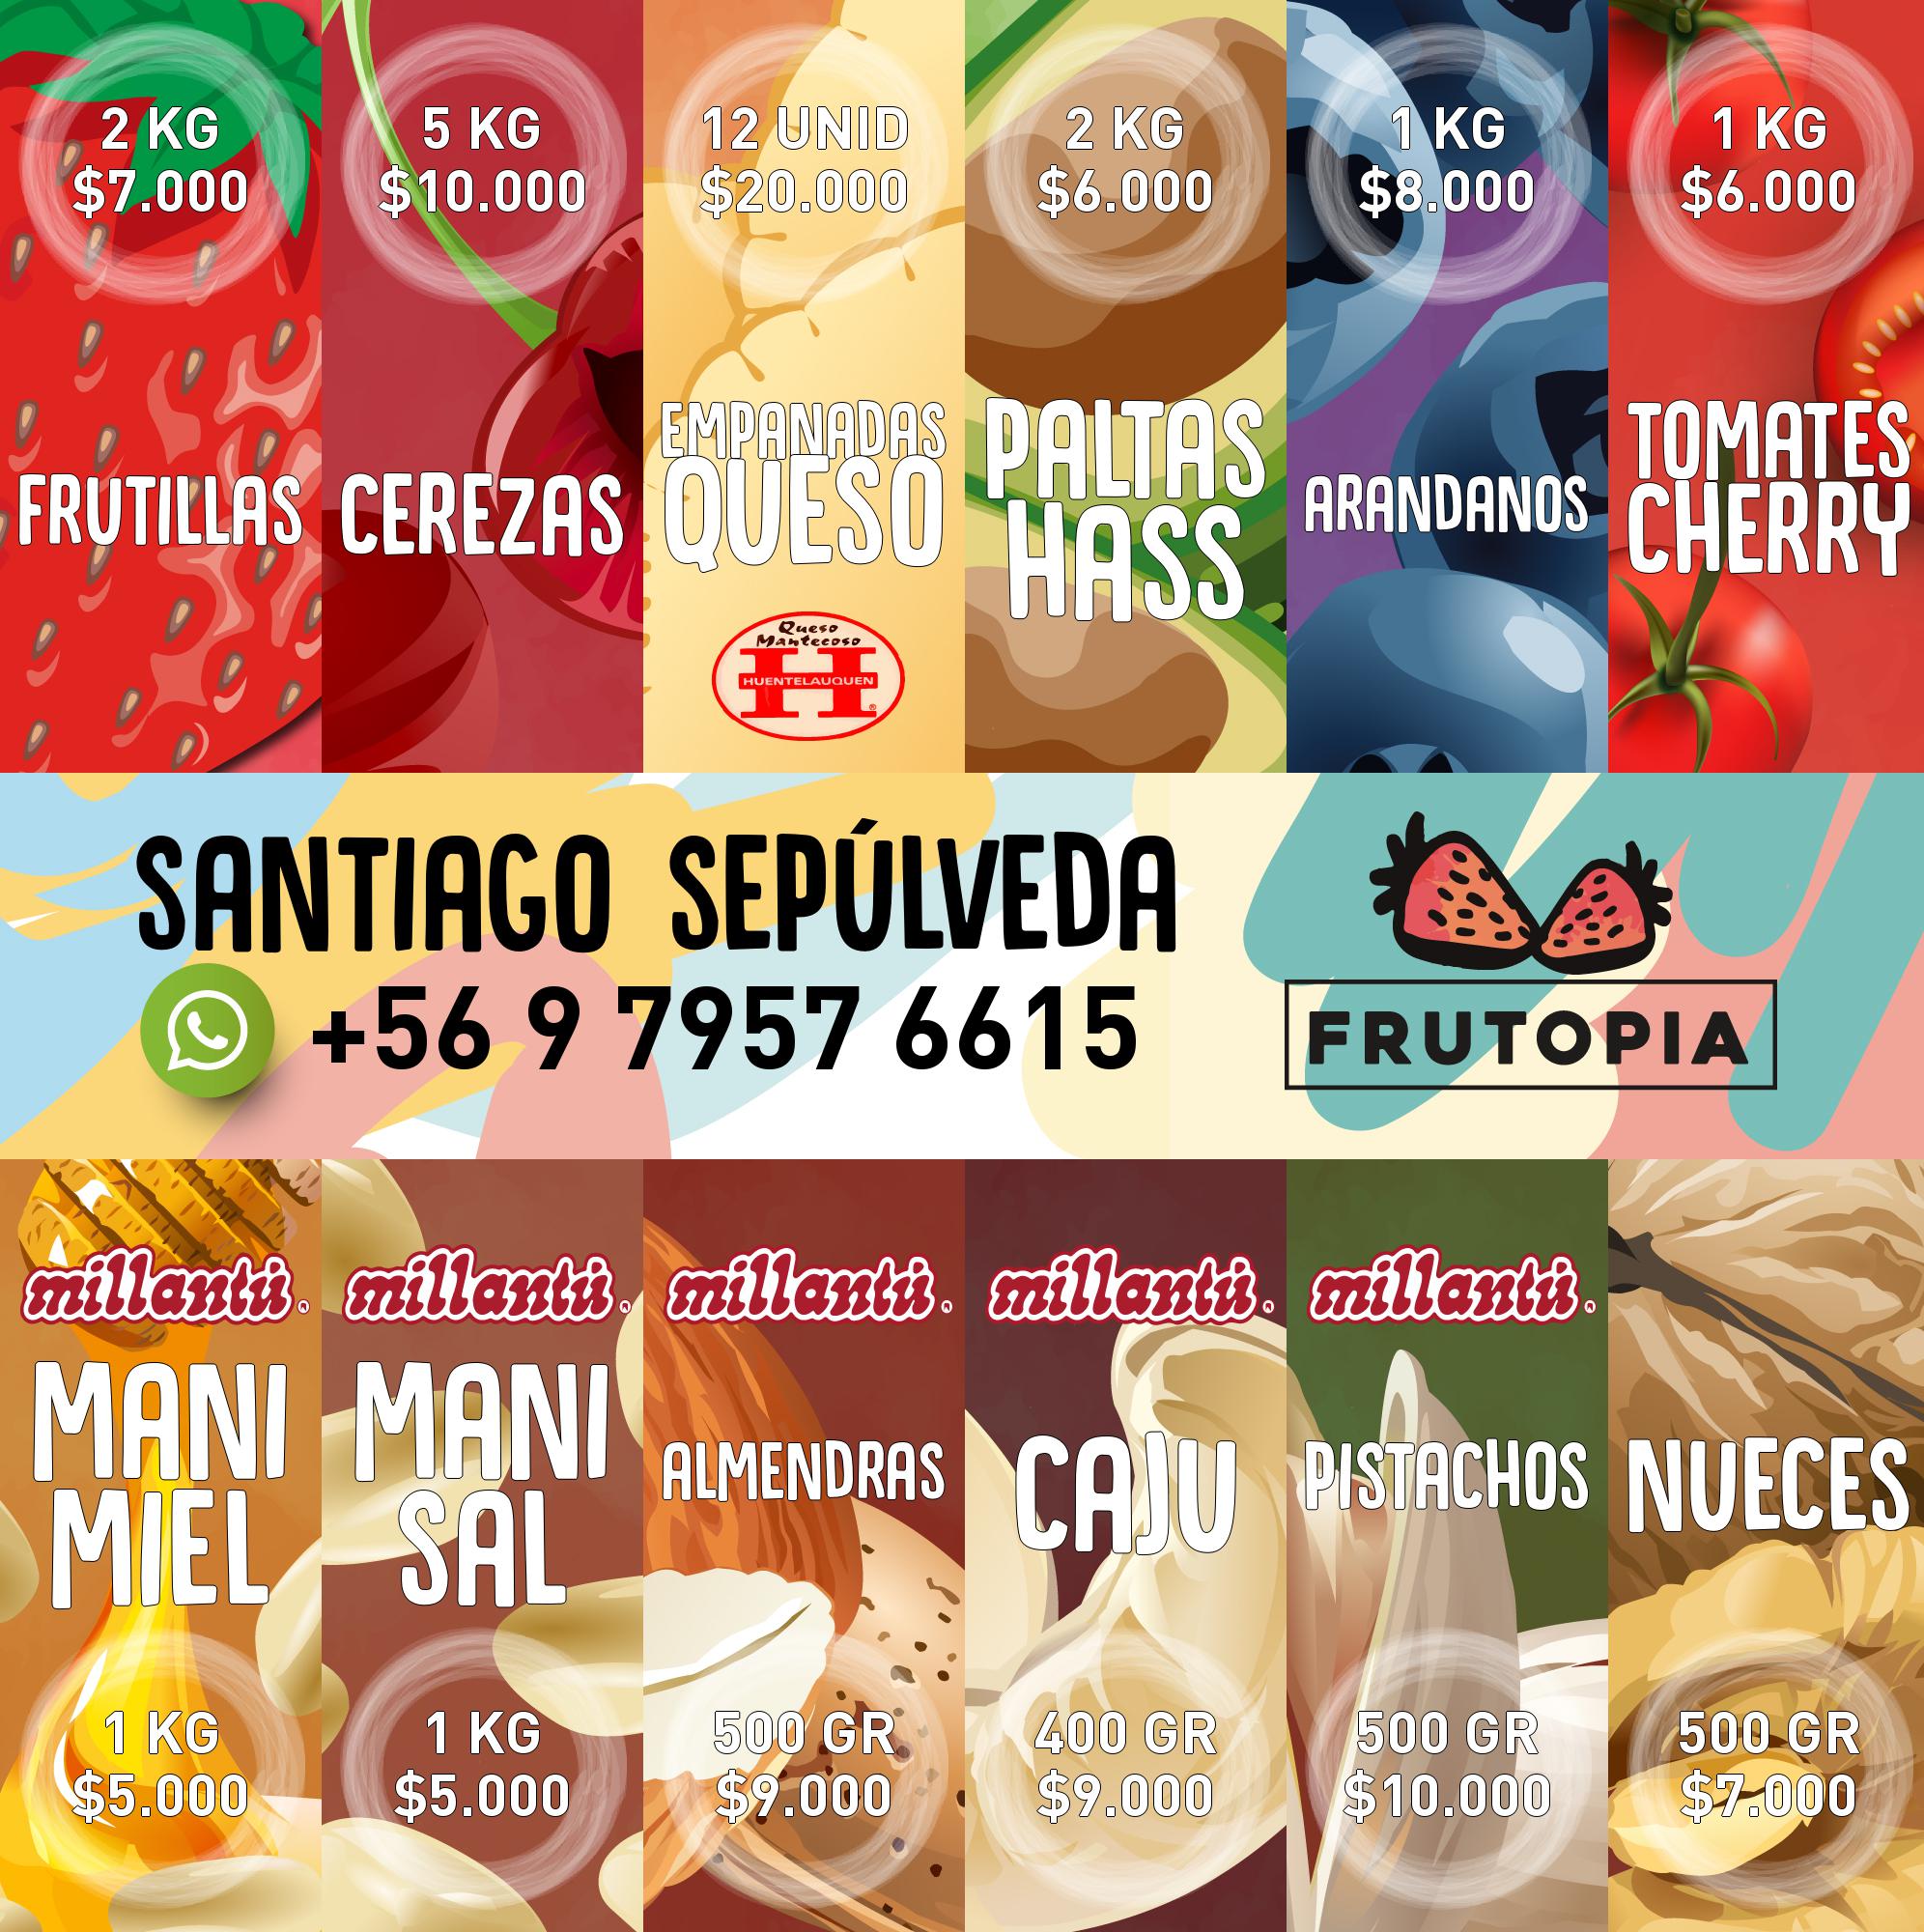 2 KG
$7.000
FRUTILLAS
5 KG
$10.000
CEREZAS
12 UNID
$20.000
EMPANADAS
QUESO
Queso
Mantecoso
H
HUENTELAUQUEN
®
2 KG
$6.000
PALTAS
HASS
1 KG
$8.000
ARANDANOS
1 KG
$6.000
TOMATES
CHERRY
SANTIAGO SEPÚLVEDA
+56 9 7957 6615
FRUTOPIA
millantú®
MANI
MIEL
1 KG
$5.000
millantú®
MANI
SAL
1 KG
$5.000
millantú®
ALMENDRAS
500 GR
$9.000
millantú®
CAJU
400 GR
$9.000
millantú®
PISTACHOS
500 GR
$10.000
NUECES
500 GR
$7.000